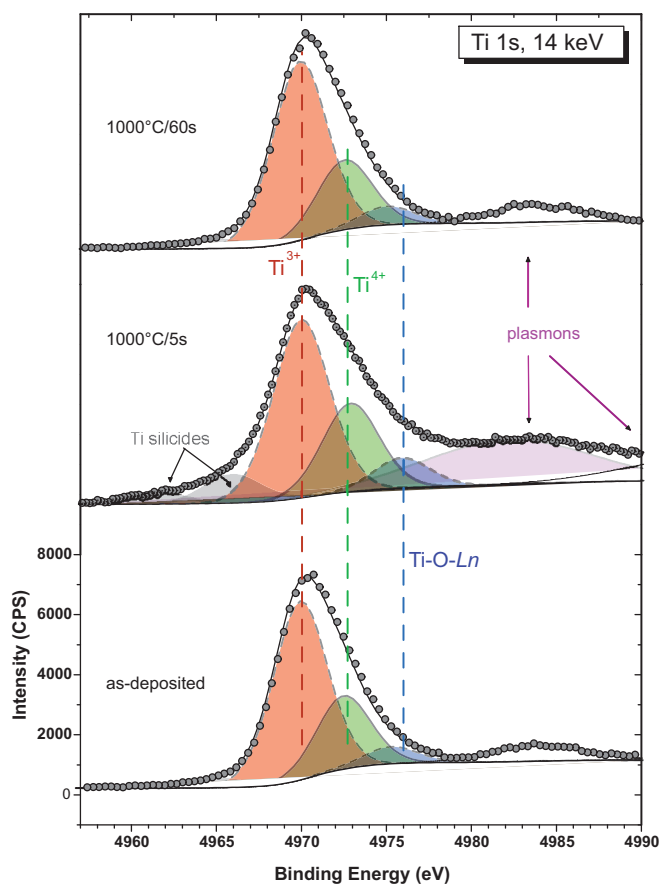 Ti 1s, 14 keV
1000°C/60s
Ti3+
Ti4+
plasmons
1000°C/5s
Ti silicides
Ti-O-Ln
as-deposited
Intensity (CPS)
8000
6000
4000
2000
0
4960 4965 4970 4975 4980 4985 4990
Binding Energy (eV)